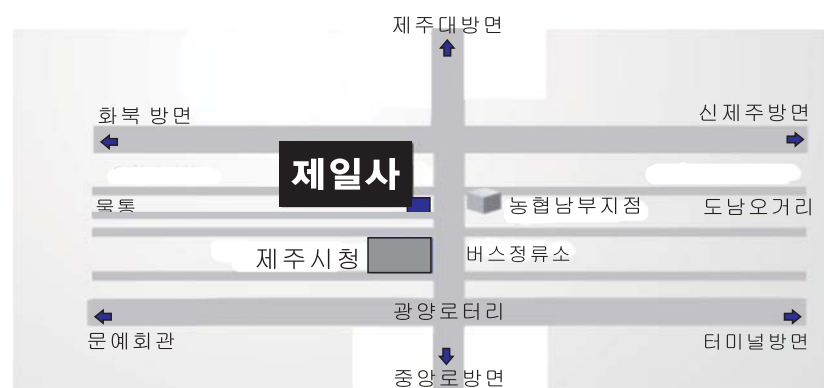 제주대방면
화북 방면
신제주방면
제일사
묵통
농협남부지점
도남오거리
제주시청
버스정류소
광양로터리
문예회관
터미널방면
중앙로방면